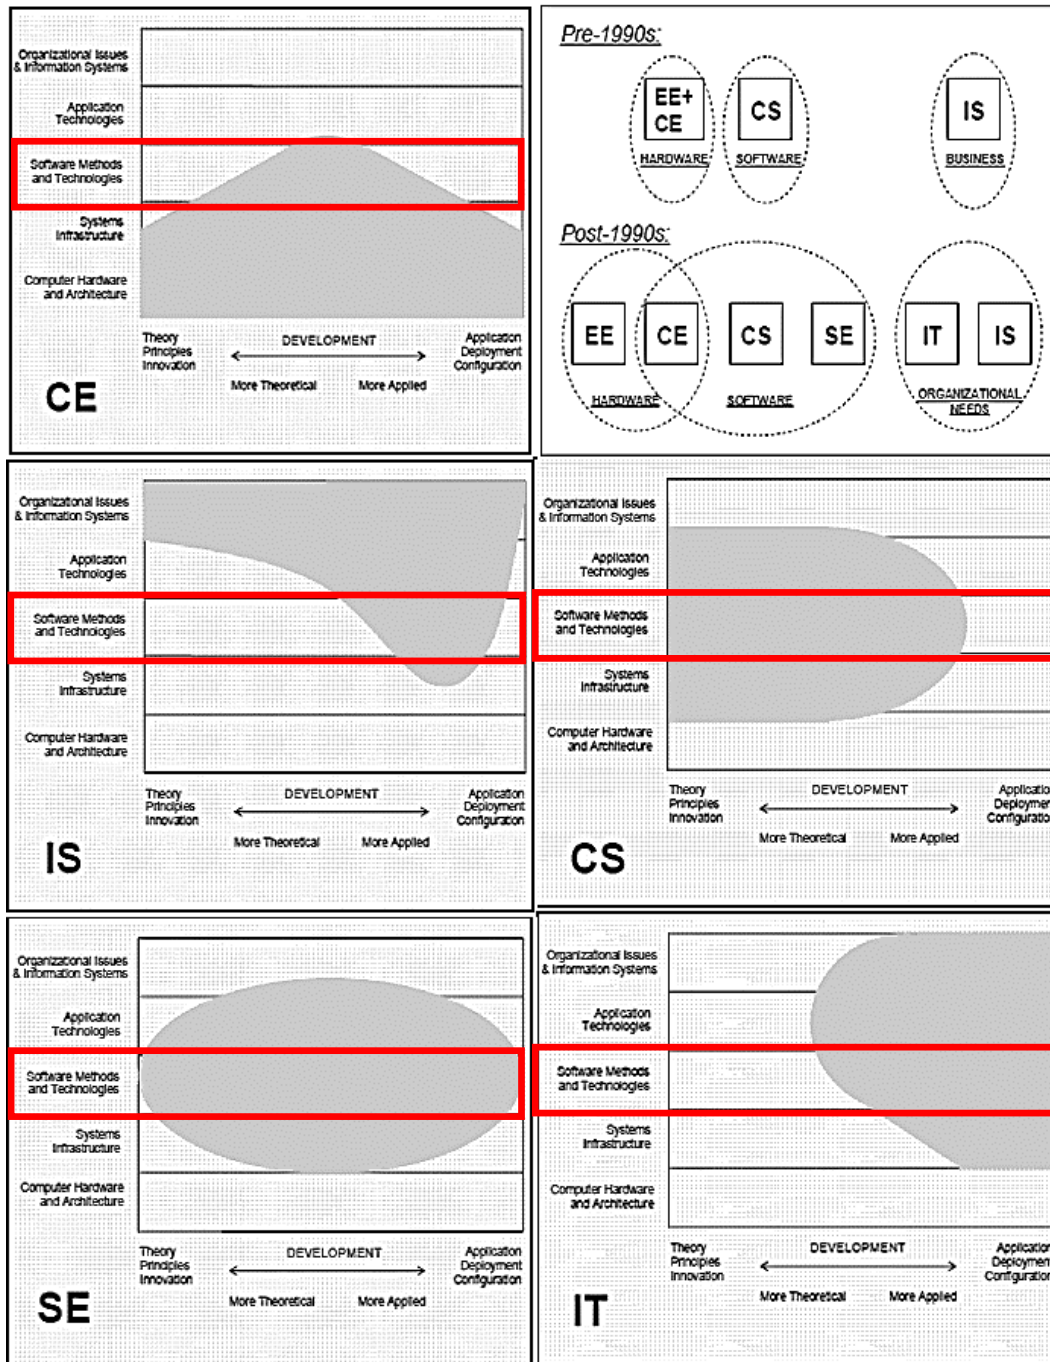 Organizational Issues
& Information Systems
Application
Technologies
Software Methods
and Technologies
Systems
Infrastructure
Computer Hardware
and Architecture
Theory
Principles
Innovation
DEVELOPMENT
More Theoretical
More Applied
Application
Deployment
Configuration
CE
Pre-1990s:
EE+
CE
HARDWARE
CS
SOFTWARE
IS
BUSINESS
Post-1990s:
EE
CE
CS
SE
IT
IS
HARDWARE
SOFTWARE
ORGANIZATIONAL
NEEDS
Organizational Issues
& Information Systems
Application
Technologies
Software Methods
and Technologies
Systems
Infrastructure
Computer Hardware
and Architecture
Theory
Principles
Innovation
DEVELOPMENT
More Theoretical
More Applied
Application
Deployment
Configuration
IS
Organizational Issues
& Information Systems
Application
Technologies
Software Methods
and Technologies
Systems
Infrastructure
Computer Hardware
and Architecture
Theory
Principles
Innovation
DEVELOPMENT
More Theoretical
More Applied
Application
Deploymen
Configuration
CS
Organizational Issues
& Information Systems
Application
Technologies
Software Methods
and Technologies
Systems
Infrastructure
Computer Hardware
and Architecture
Theory
Principles
Innovation
DEVELOPMENT
More Theoretical
More Applied
Application
Deployment
Configuration
SE
Organizational Issues
& Information Systems
Application
Technologies
Software Methods
and Technologies
Systems
Infrastructure
Computer Hardware
and Architecture
Theory
Principles
Innovation
DEVELOPMENT
More Theoretical
More Applied
Application
Deploymen
Configuration
IT